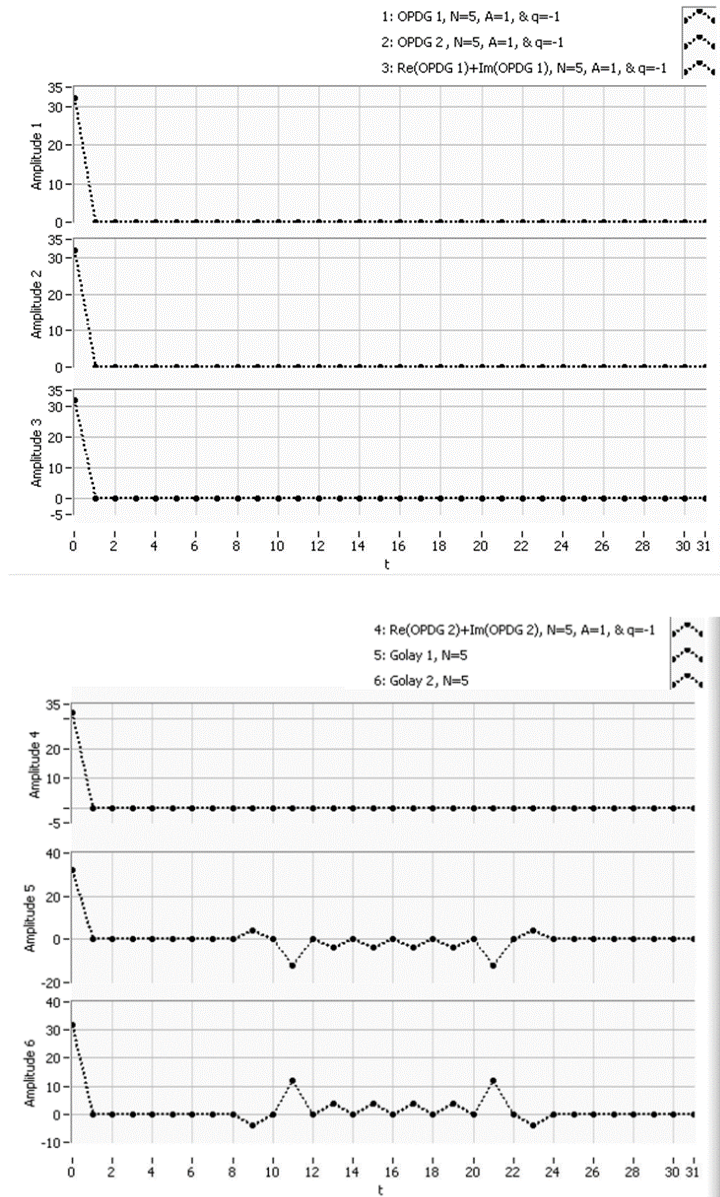 1: OPDG 1, N=5, A=1, & q=-1
2: OPDG 2 , N=5, A=1, & q=-1
3: Re(OPDG 1)+Im(OPDG 1), N=5, A=1, & q=-1
35
30
20
10
0
Amplitude 1
35
30
20
10
0
Amplitude 2
35
30
20
10
0
-5
Amplitude 3
0 2 4 6 8 10 12 14 16 18 20 22 24 26 28 30 31
t
4: Re(OPDG 2)+Im(OPDG 2), N=5, A=1, & q=-1
5: Golay 1, N=5
6: Golay 2, N=5
35
20
10
-5
Amplitude 4
40
20
0
-20
Amplitude 5
40
30
20
10
0
-10
Amplitude 6
0 2 4 6 8 10 12 14 16 18 20 22 24 26 28 30 31
t